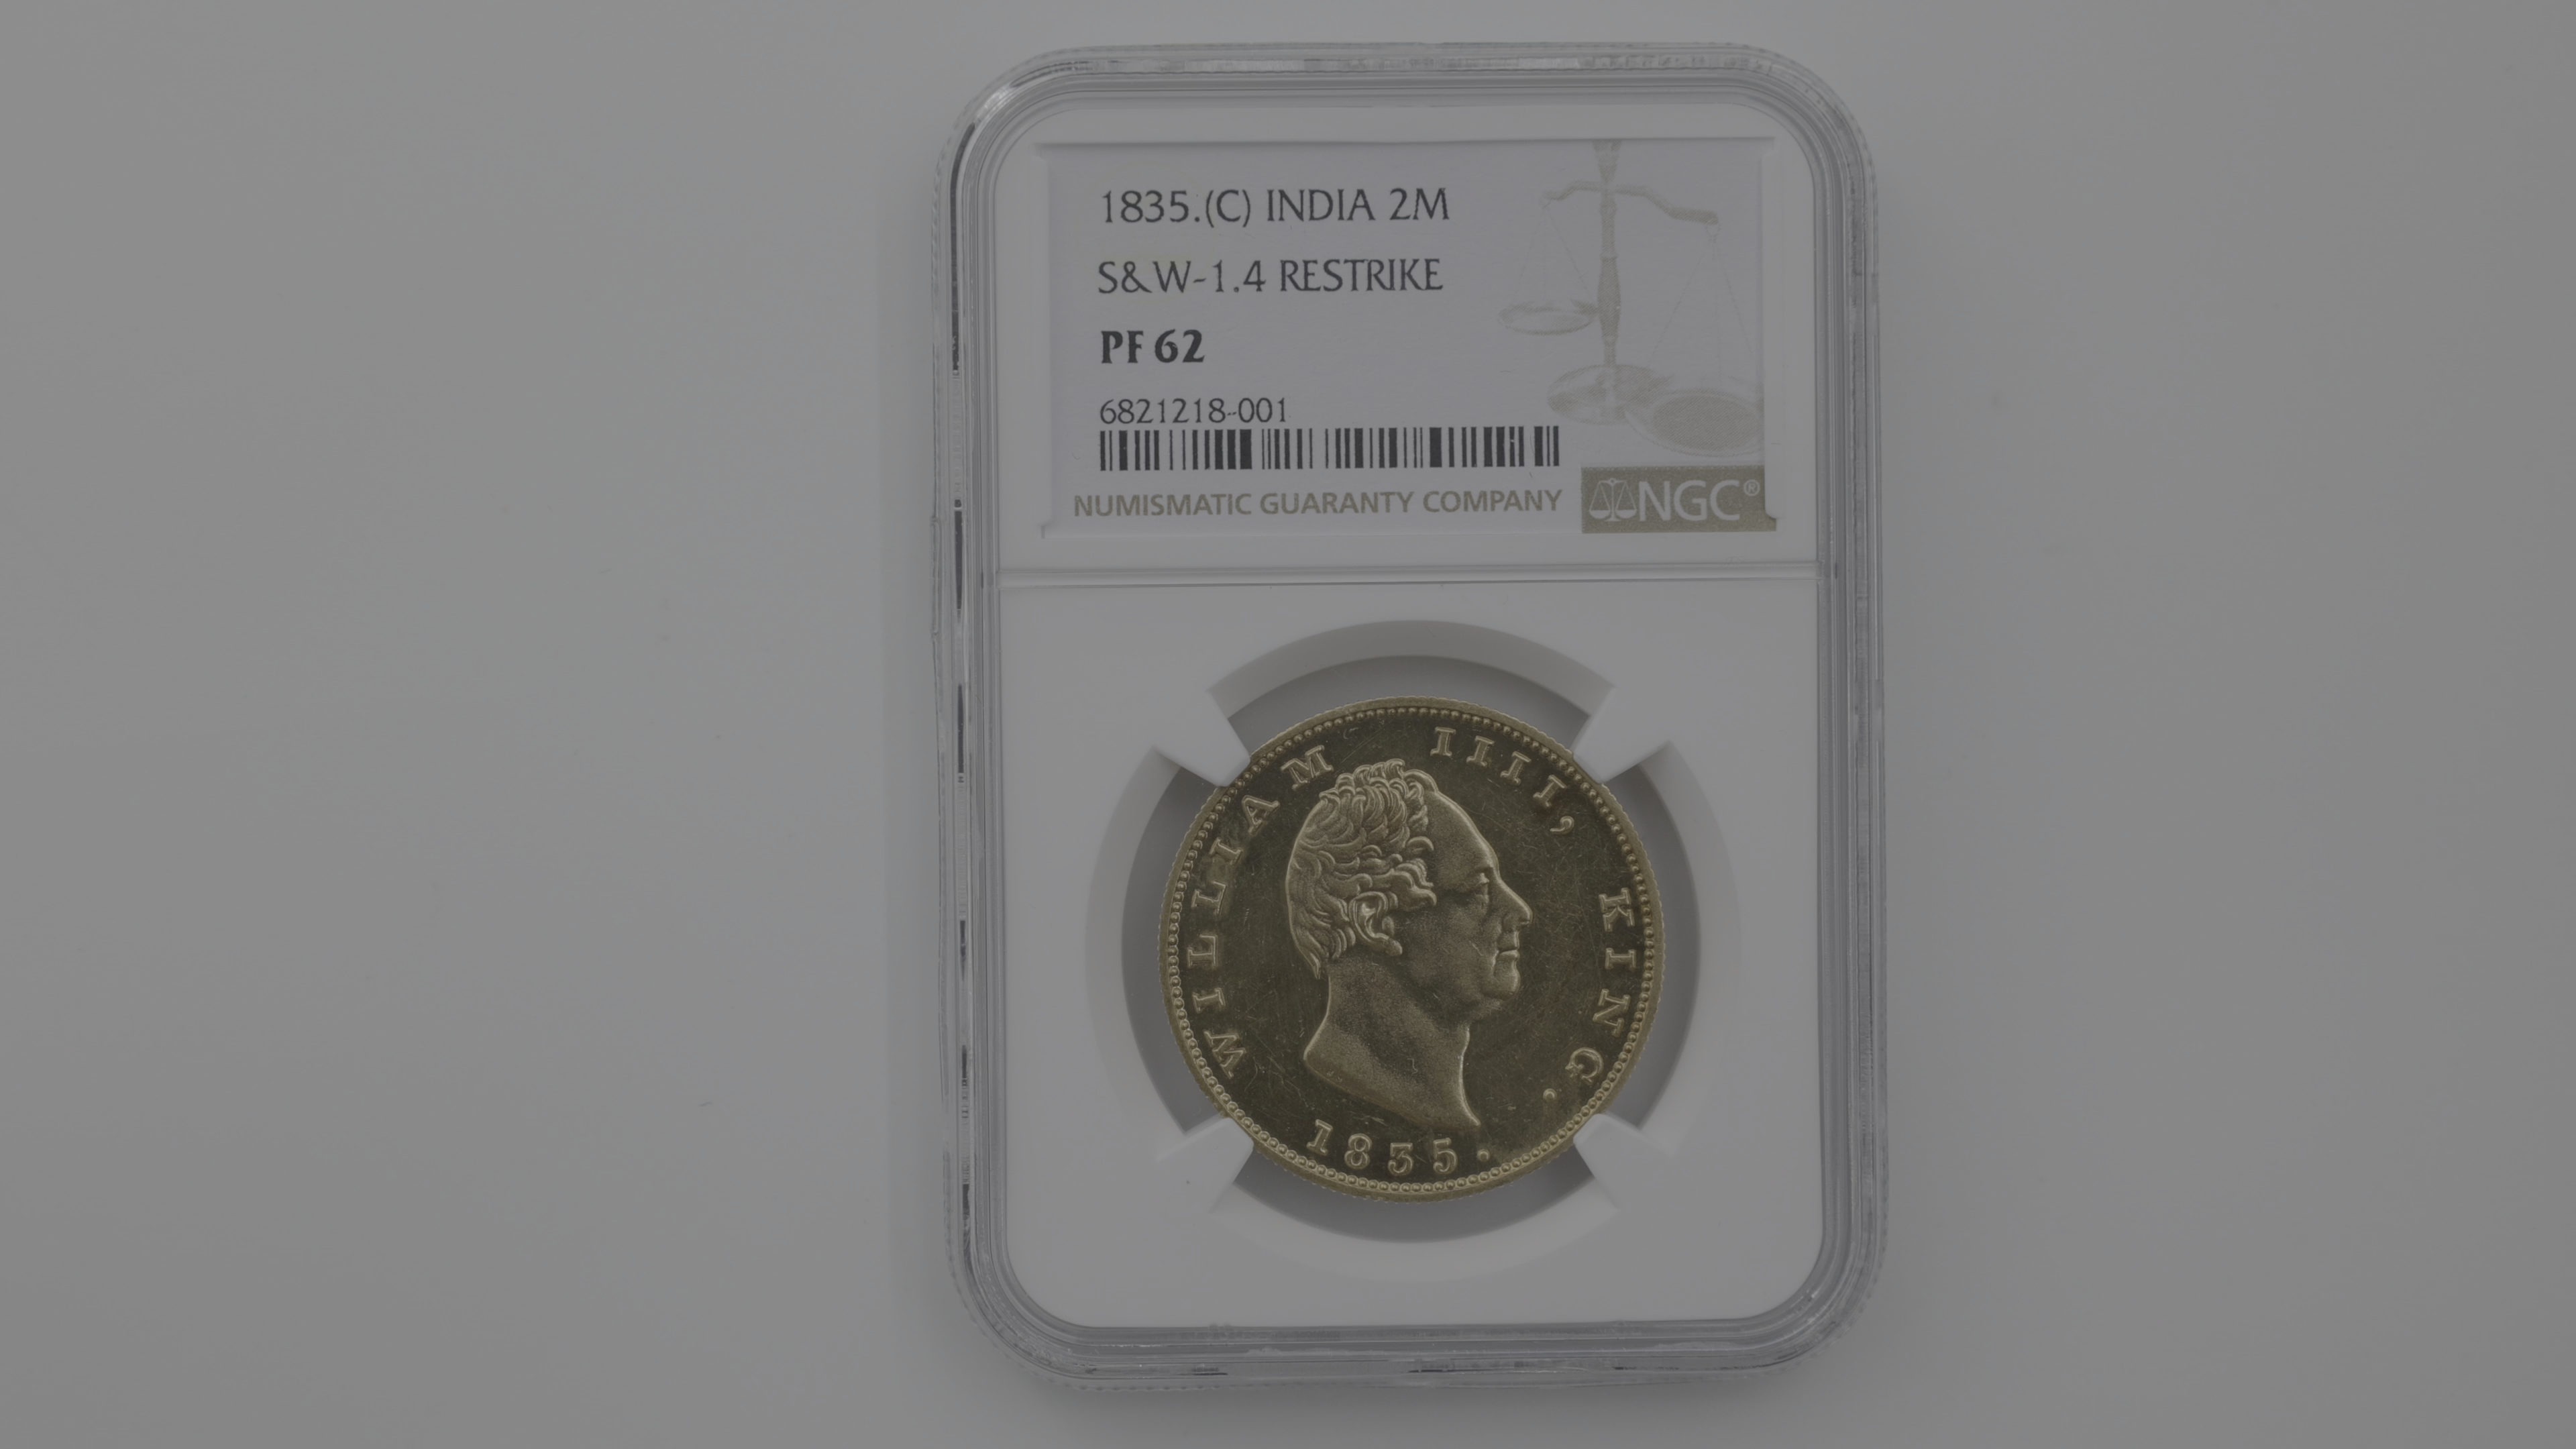 1835.(C) INDIA 2M
S&W-1.4 RESTRIKE
PF 62
6821218-001
NUMISMATIC GUARANTY COMPANY
NGC®
WILLIAM IIII, KING.
1835.